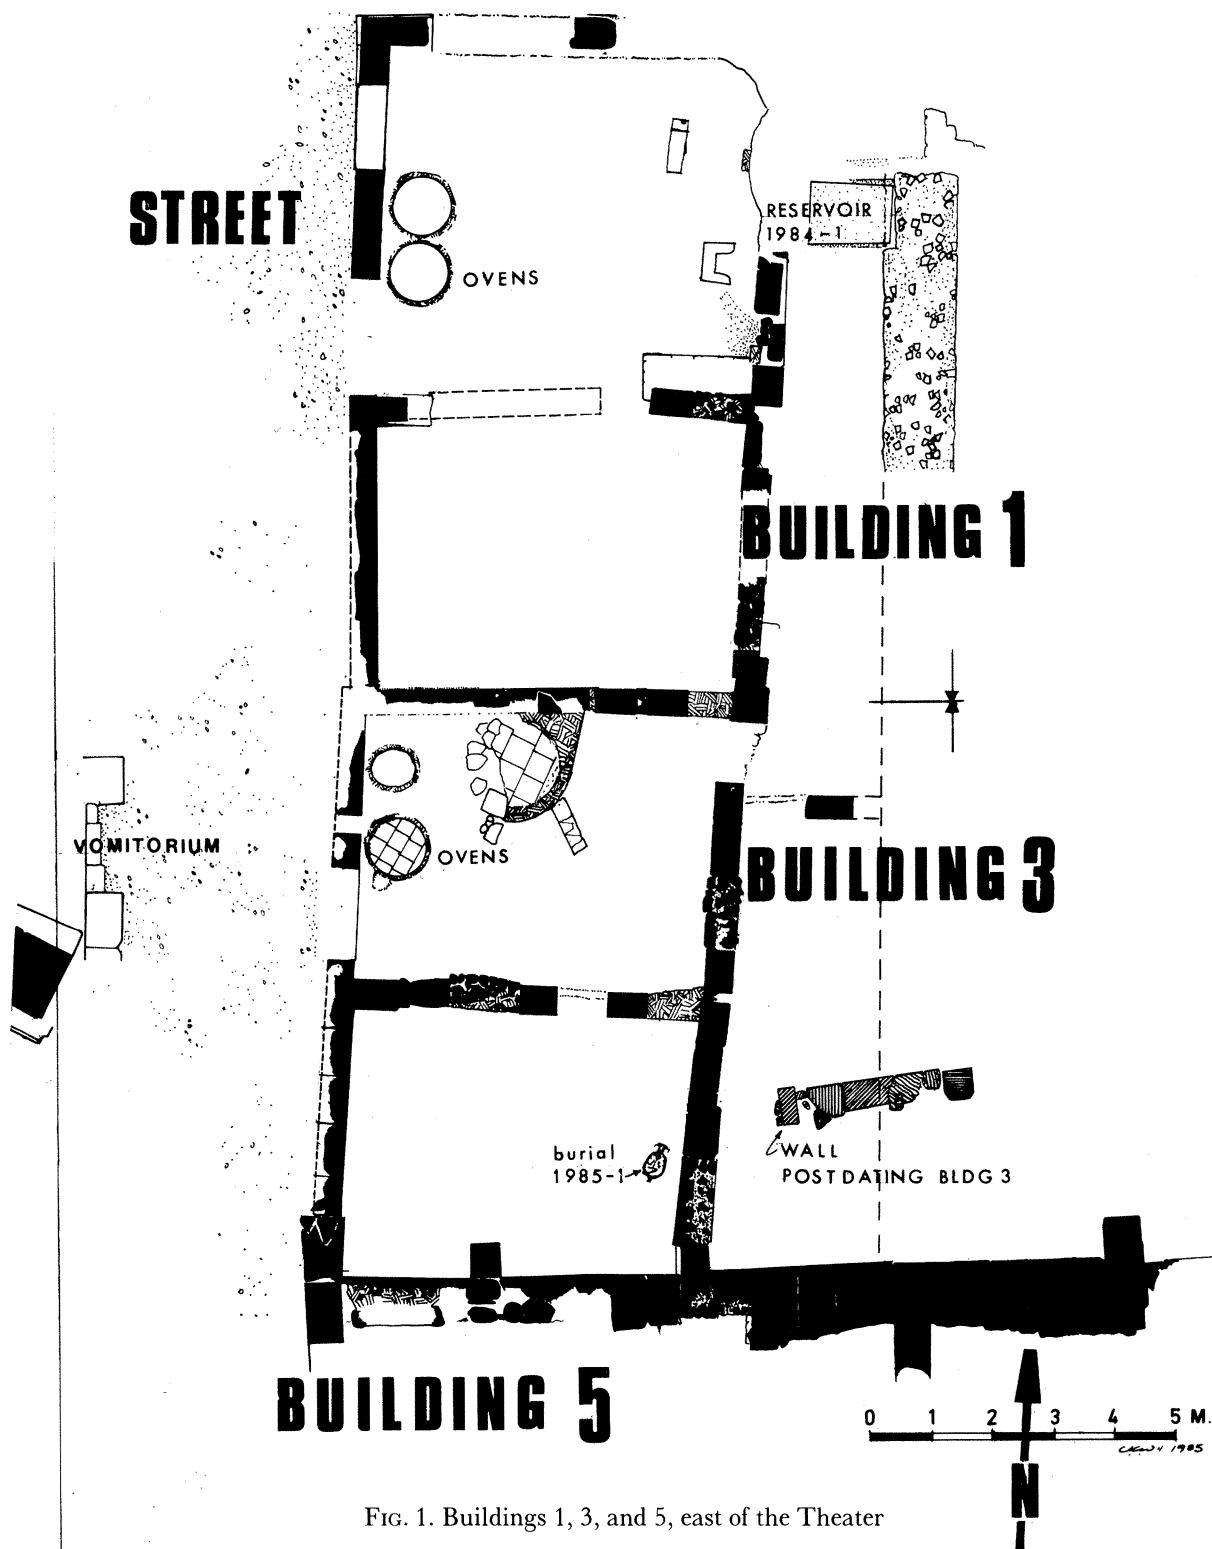 STREET
RESERVOIR
1984-1
OVENS
BUILDING 1
VOMITORIUM
OVENS
BUILDING 3
burial
1985-1
WALL
POSTDATING BLDG 3
BUILDING 5
0 1 2 3 4 5 M.
1985
N
FIG. 1. Buildings 1, 3, and 5, east of the Theater